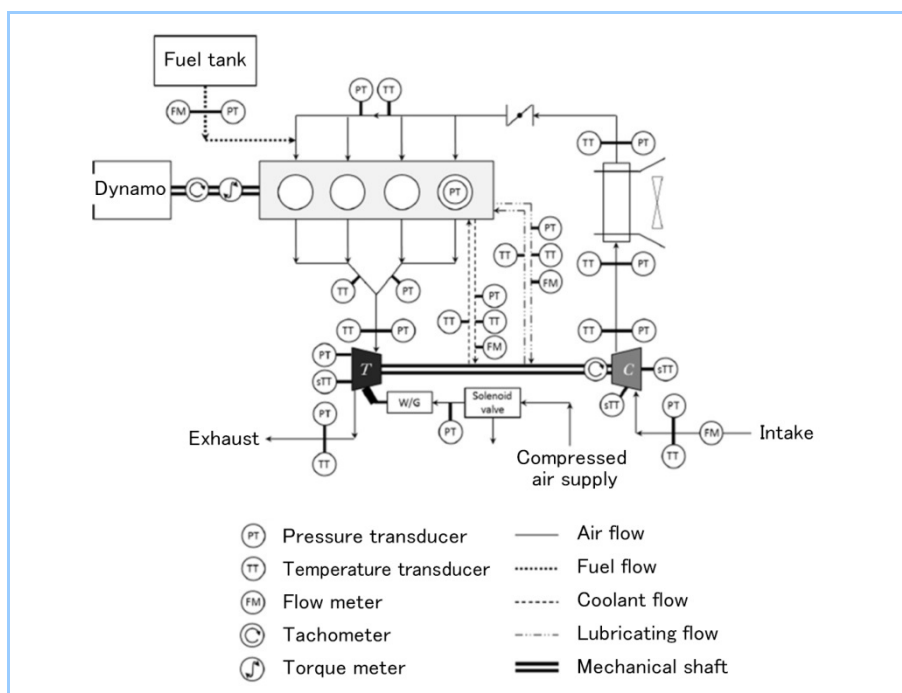 Fuel tank
FM PT
PT TT
TT PT
Dynamo
PT
TT PT
PT
TT TT
FM
TT PT
PT
TT TT
FM
TT PT
TT PT
PT
T
C
sTT
sTT
sTT
W/G
Solenoid
valve
PT
PT
TT
PT
FM
TT
Exhaust
Intake
Compressed
air supply
PT Pressure transducer
TT Temperature transducer
FM Flow meter
Tachometer
Torque meter
Air flow
Fuel flow
Coolant flow
Lubricating flow
Mechanical shaft